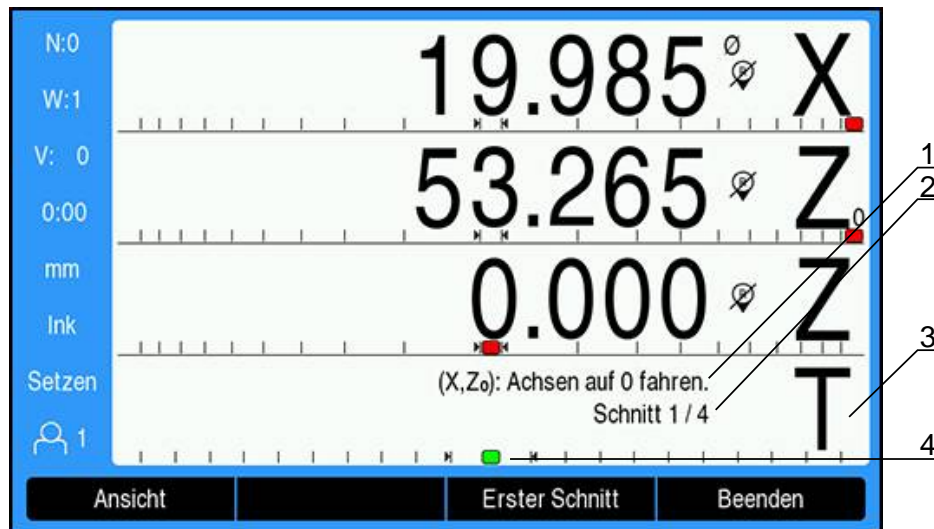 N:0
W:1
V: 0
0:00
mm
Ink
Setzen
1
19.985 Ø R X
53.265 R Z0
0.000 R Z
(X,Z0): Achsen auf 0 fahren.
Schnitt 1 / 4
T
1
2
3
4
Ansicht
Erster Schnitt
Beenden